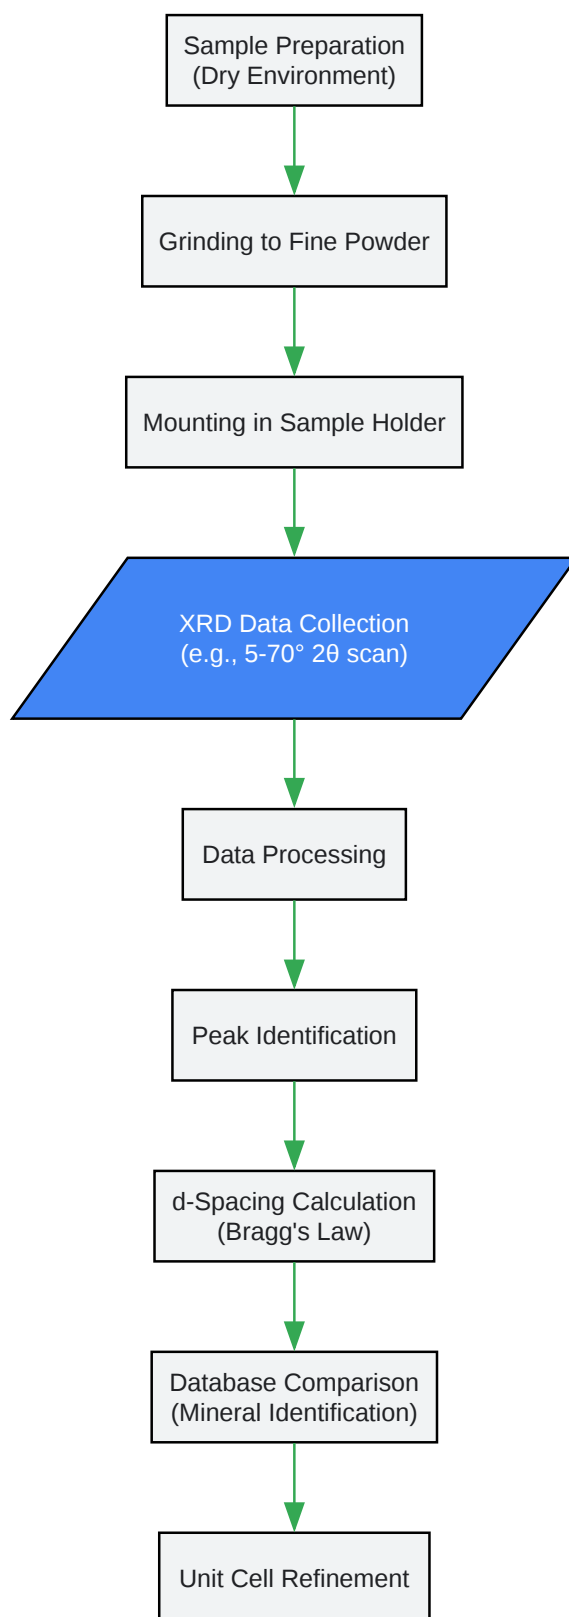 Sample Preparation
(Dry Environment)
Grinding to Fine Powder
Mounting in Sample Holder
XRD Data Collection
(e.g., 5-70° 2θ scan)
Data Processing
Peak Identification
d-Spacing Calculation
(Bragg's Law)
Database Comparison
(Mineral Identification)
Unit Cell Refinement